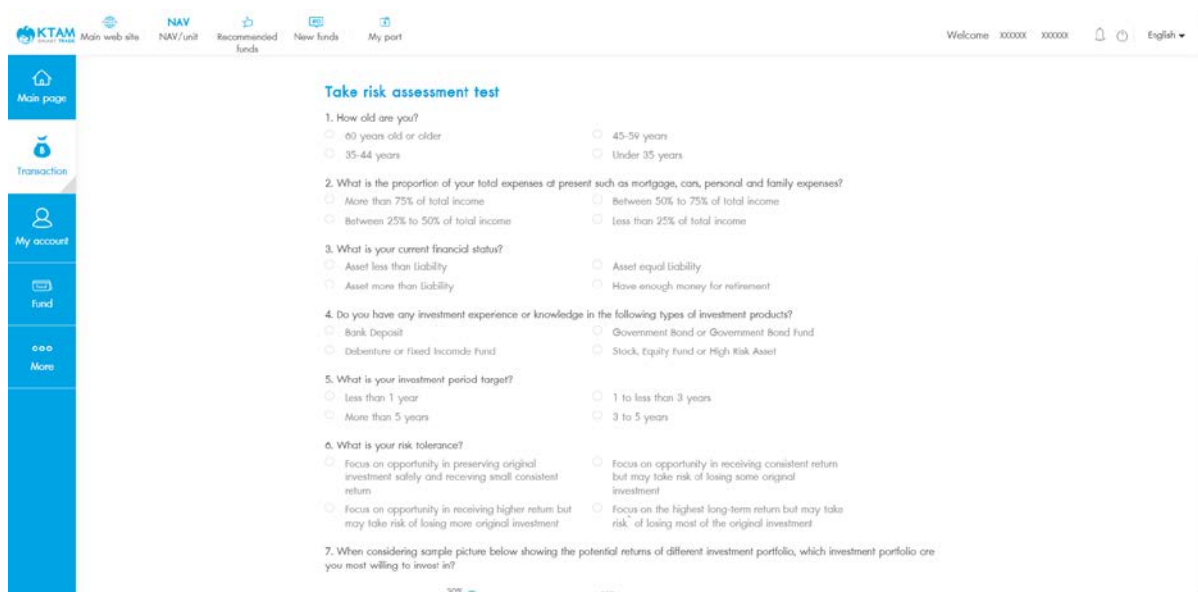 KTAM
SMART TRADE
Main web site
NAV
NAV/unit
Recommended
funds
New funds
My port
Welcome xxxxxx xxxxxx
English
Main page
Transaction
My account
Fund
More
Take risk assessment test
1. How old are you?
60 years old or older
45-59 years
35-44 years
Under 35 years
2. What is the proportion of your total expenses at present such as mortgage, cars, personal and family expenses?
More than 75% of total income
Between 50% to 75% of total income
Between 25% to 50% of total income
Less than 25% of total income
3. What is your current financial status?
Asset less than Liability
Asset equal Liability
Asset more than Liability
Have enough money for retirement
4. Do you have any investment experience or knowledge in the following types of investment products?
Bank Deposit
Government Bond or Government Bond Fund
Debenture or Fixed Incomde Fund
Stock, Equity Fund or High Risk Asset
5. What is your investment period target?
Less than 1 year
1 to less than 3 years
More than 5 years
3 to 5 years
6. What is your risk tolerance?
Focus on opportunity in preserving original
investment safely and receiving small consistent
return
Focus on opportunity in receiving consistent return
but may take risk of losing some original
investment
Focus on opportunity in receiving higher return but
may take risk of losing more original investment
Focus on the highest long-term return but may take
risk of losing most of the original investment
7. When considering sample picture below showing the potential returns of different investment portfolio, which investment portfolio are
you most willing to invest in?